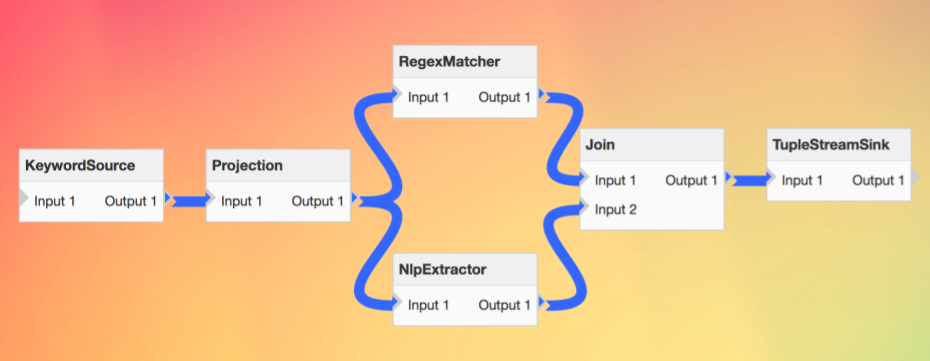 KeywordSource
Input 1 Output 1
Projection
Input 1 Output 1
RegexMatcher
Input 1 Output 1
NlpExtractor
Input 1 Output 1
Join
Input 1 Output 1
Input 2
TupleStreamSink
Input 1 Output 1